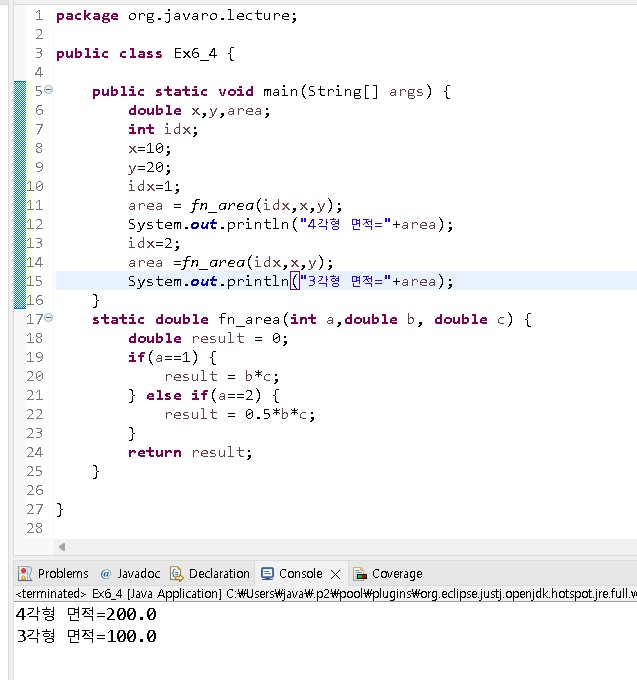 1 package org.javaro.lecture;
2
3 public class Ex6_4 {
4
5 public static void main(String[] args) {
6 double x,y,area;
7 int idx;
8 x=10;
9 y=20;
10 idx=1;
11 area = fn_area(idx,x,y);
12 System.out.println("4각형 면적="+area);
13 idx=2;
14 area =fn_area(idx,x,y);
15 System.out.println("3각형 면적="+area);
16 }
17 static double fn_area(int a,double b, double c) {
18 double result = 0;
19 if(a==1) {
20 result = b*c;
21 } else if(a==2) {
22 result = 0.5*b*c;
23 }
24 return result;
25 }
26
27 }
28
Problems @ Javadoc Declaration Console Coverage
<terminated> Ex6_4 [Java Application] C:₩Users₩java₩.p2₩pool₩plugins₩org.eclipse.justj.openjdk.hotspot.jre.full.w
4각형 면적=200.0
3각형 면적=100.0